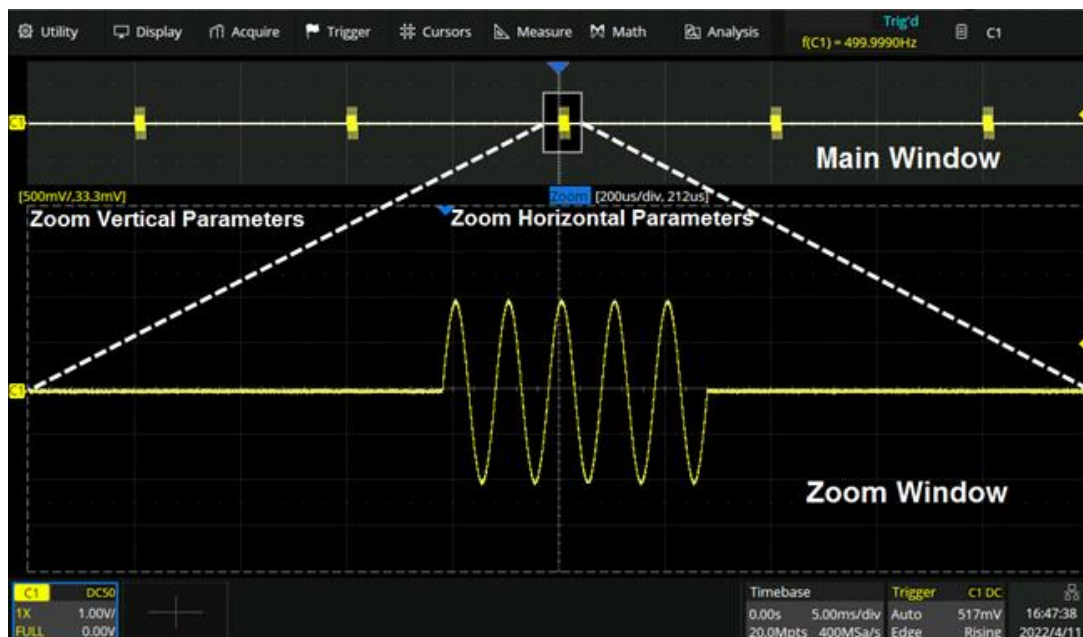 Utility Display Acquire Trigger Cursors Measure Math Analysis Trig'd C1
f(C1) = 499.9990Hz
C1
Main Window
[500mV/,33.3mV] Zoom [200us/div, 212us]
Zoom Vertical Parameters Zoom Horizontal Parameters
C1
Zoom Window
C1 DC50 Timebase Trigger C1 DC
1X 1.00V/ 0.00s 5.00ms/div Auto 517mV 16:47:38
FULL 0.00V 20.0Mpts 400MSa/s Edge Rising 2022/4/11